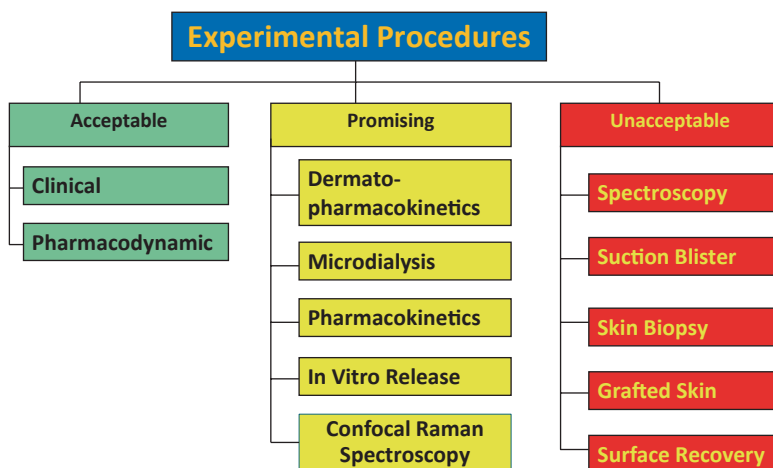 Experimental Procedures
Acceptable
Clinical
Pharmacodynamic
Promising
Dermato-
pharmacokinetics
Microdialysis
Pharmacokinetics
In Vitro Release
Confocal Raman
Spectroscopy
Unacceptable
Spectroscopy
Suction Blister
Skin Biopsy
Grafted Skin
Surface Recovery